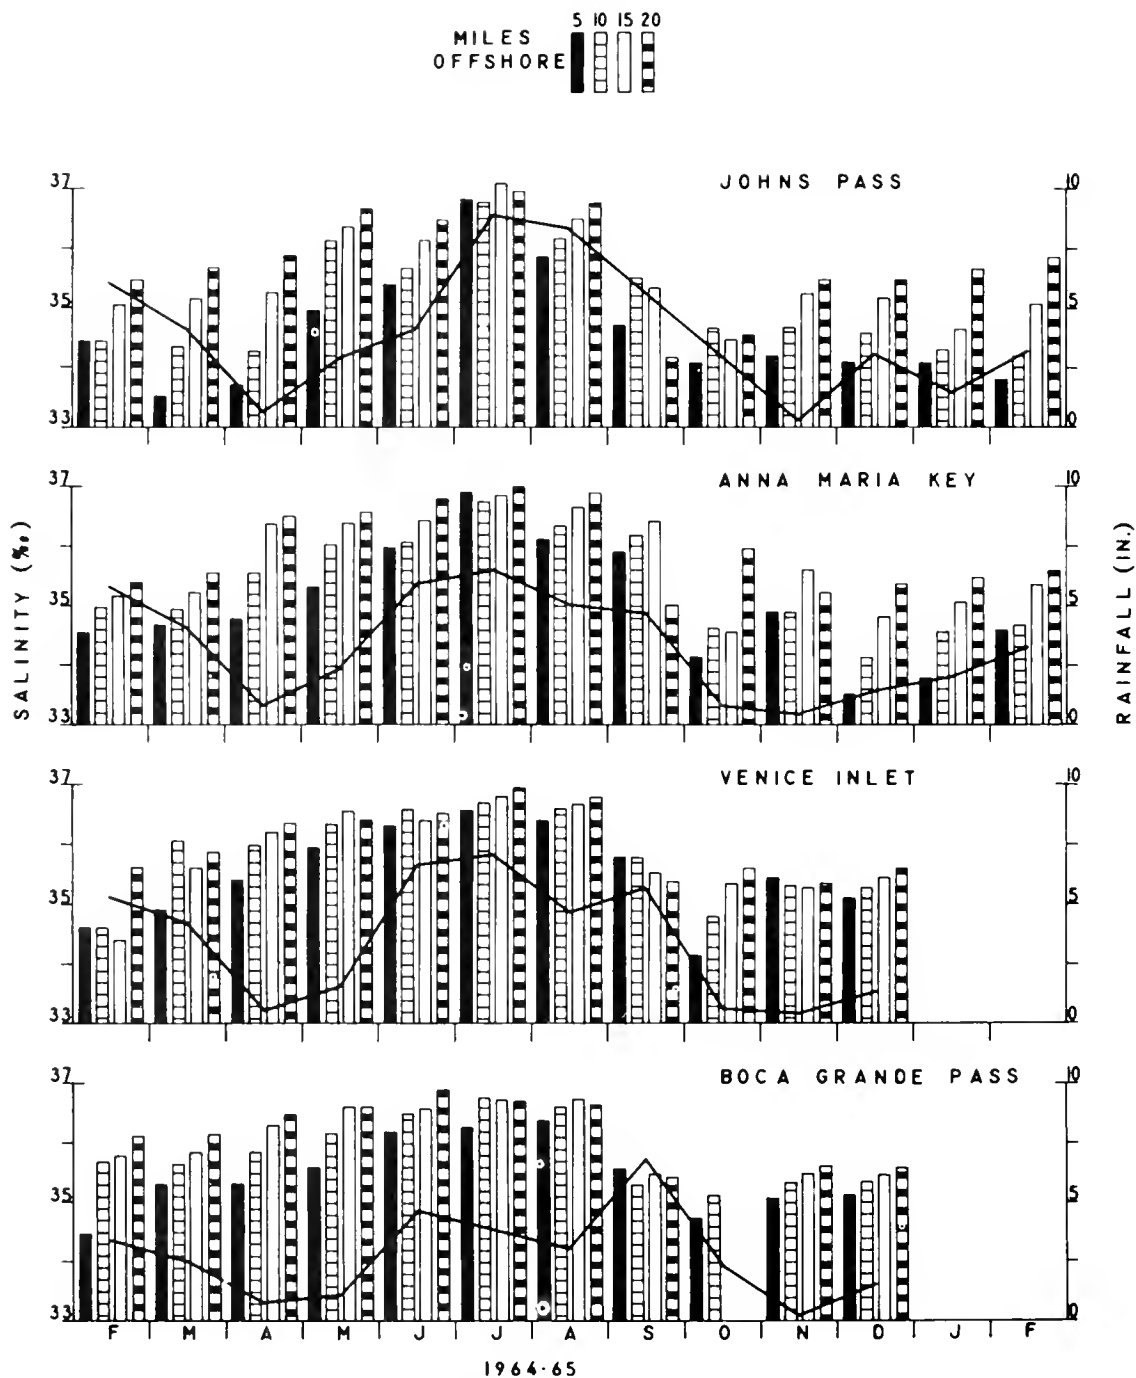 5 10 15 20
MILES
OFFSHORE
JOHNS PASS
37
35
33
10
5
0
ANNA MARIA KEY
37
35
33
10
5
0
SALINITY (‰)
RAINFALL (IN.)
VENICE INLET
37
35
33
10
5
0
BOCA GRANDE PASS
37
35
33
10
5
0
F M A M J J A S O N D J F
1964-65